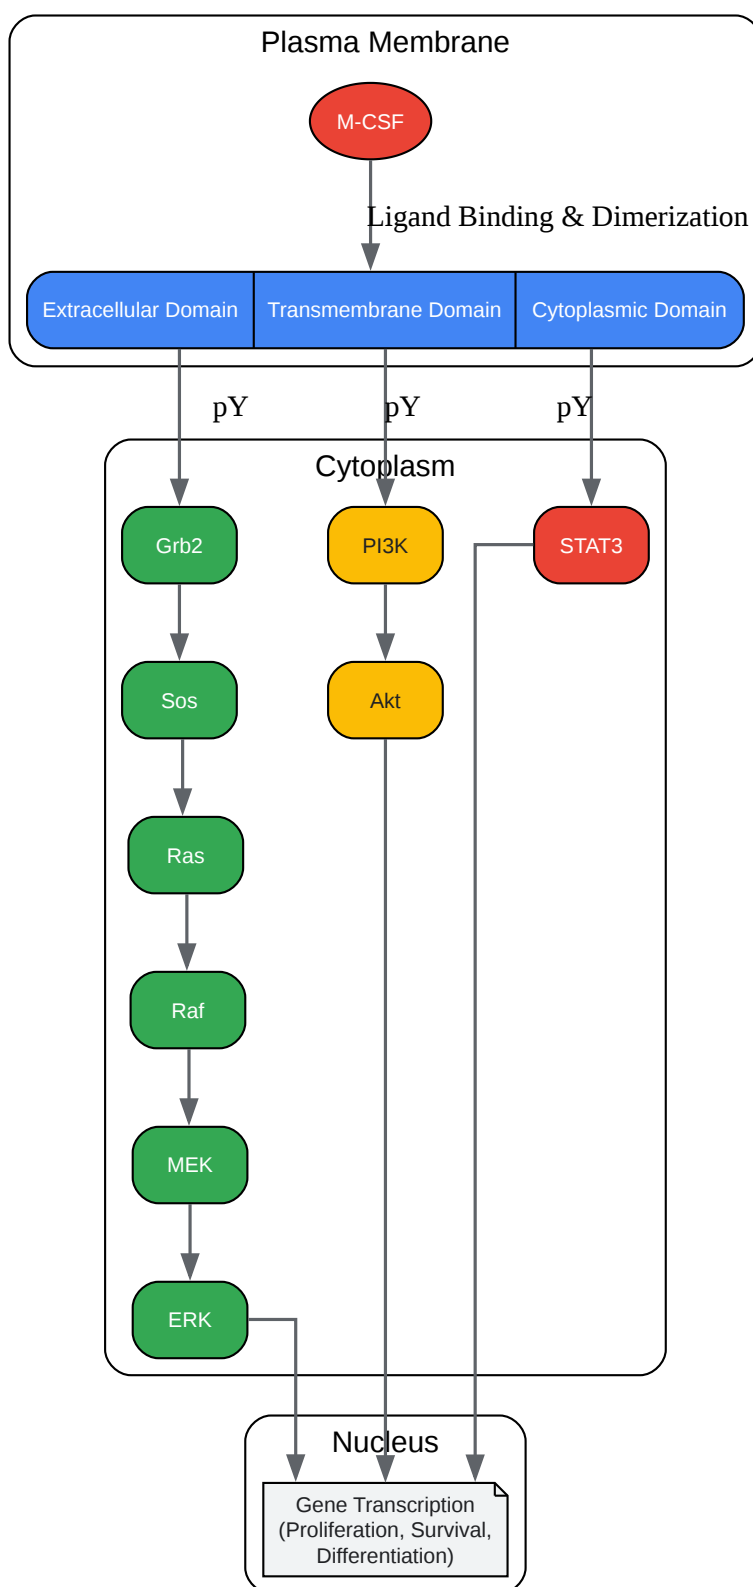 Plasma Membrane
M-CSF
Ligand Binding & Dimerization
Extracellular Domain
Transmembrane Domain
Cytoplasmic Domain
pY
pY
pY
Cytoplasm
Grb2
PI3K
STAT3
Sos
Akt
Ras
Raf
MEK
ERK
Nucleus
Gene Transcription
(Proliferation, Survival,
Differentiation)